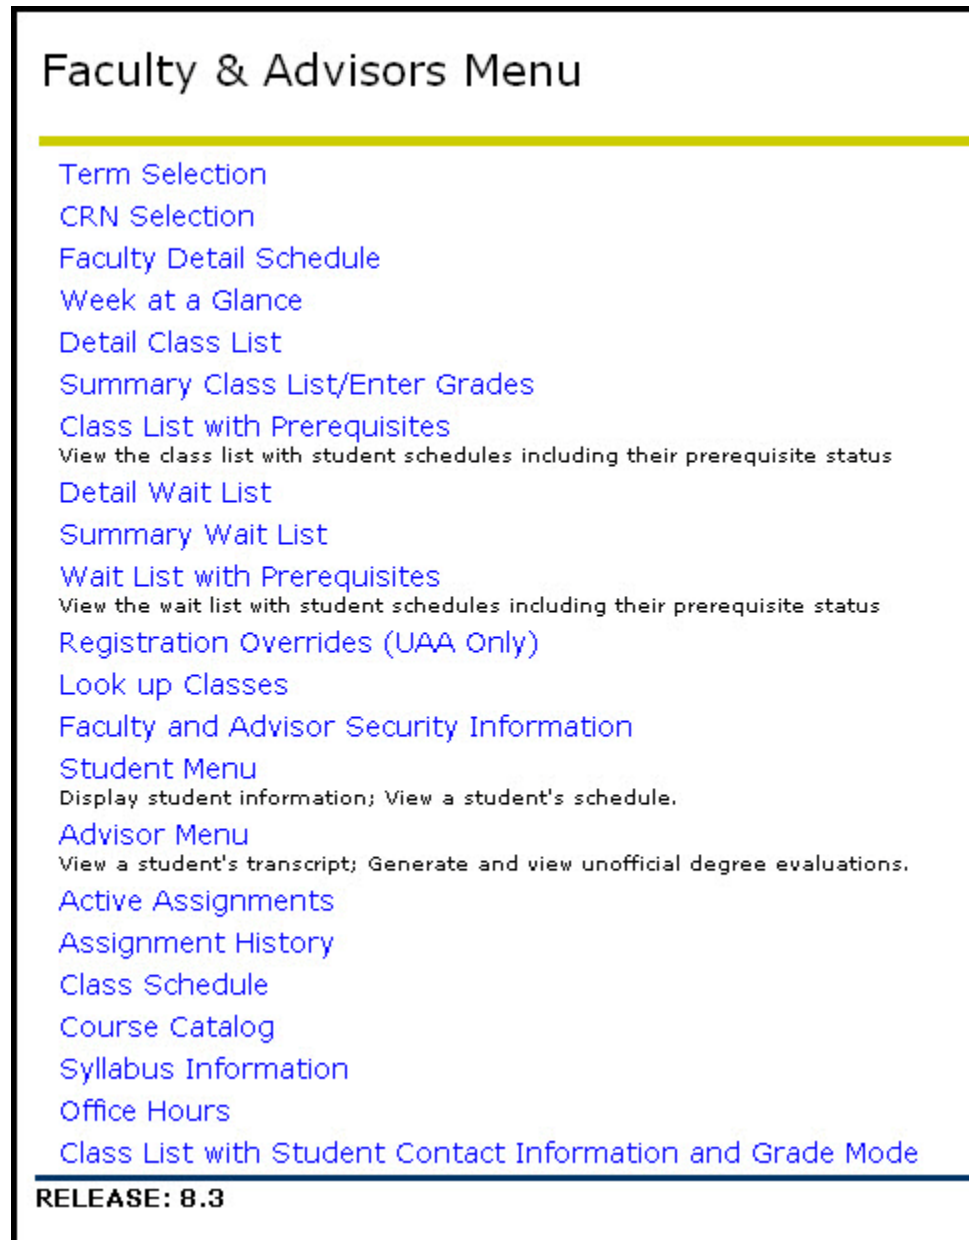 Faculty & Advisors Menu
Term Selection
CRN Selection
Faculty Detail Schedule
Week at a Glance
Detail Class List
Summary Class List/Enter Grades
Class List with Prerequisites
View the class list with student schedules including their prerequisite status
Detail Wait List
Summary Wait List
Wait List with Prerequisites
View the wait list with student schedules including their prerequisite status
Registration Overrides (UAA Only)
Look up Classes
Faculty and Advisor Security Information
Student Menu
Display student information; View a student's schedule.
Advisor Menu
View a student's transcript; Generate and view unofficial degree evaluations.
Active Assignments
Assignment History
Class Schedule
Course Catalog
Syllabus Information
Office Hours
Class List with Student Contact Information and Grade Mode
RELEASE: 8.3